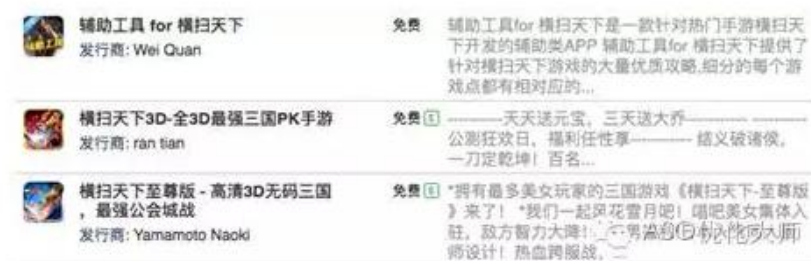 辅助工具 for 横扫天下
发行商: Wei Quan
免费
辅助工具for 横扫天下是一款针对热门手游横扫天
下开发的辅助类APP 辅助工具for 横扫天下提供了
针对横扫天下游戏的大量优质攻略,细分的每个游
戏点都有相对应的...
横扫天下3D-全3D最强三国PK手游
发行商: ran tian
免费
----------天天送元宝，三天送大乔----------- ----------
公测狂欢日，福利任性享----------- 结义破诸侯，
一刀定乾坤！百名...
横扫天下至尊版 - 高清3D无码三国
，最强公会城战
发行商: Yamamoto Naoki
免费
*拥有最多美女玩家的三国游戏《横扫天下-至尊版
》来了！ *我们一起风花雪月吧！唱吧美女集体入
驻，敌方智力大降！
师设计！热血跨服战，...
ASO优化大师